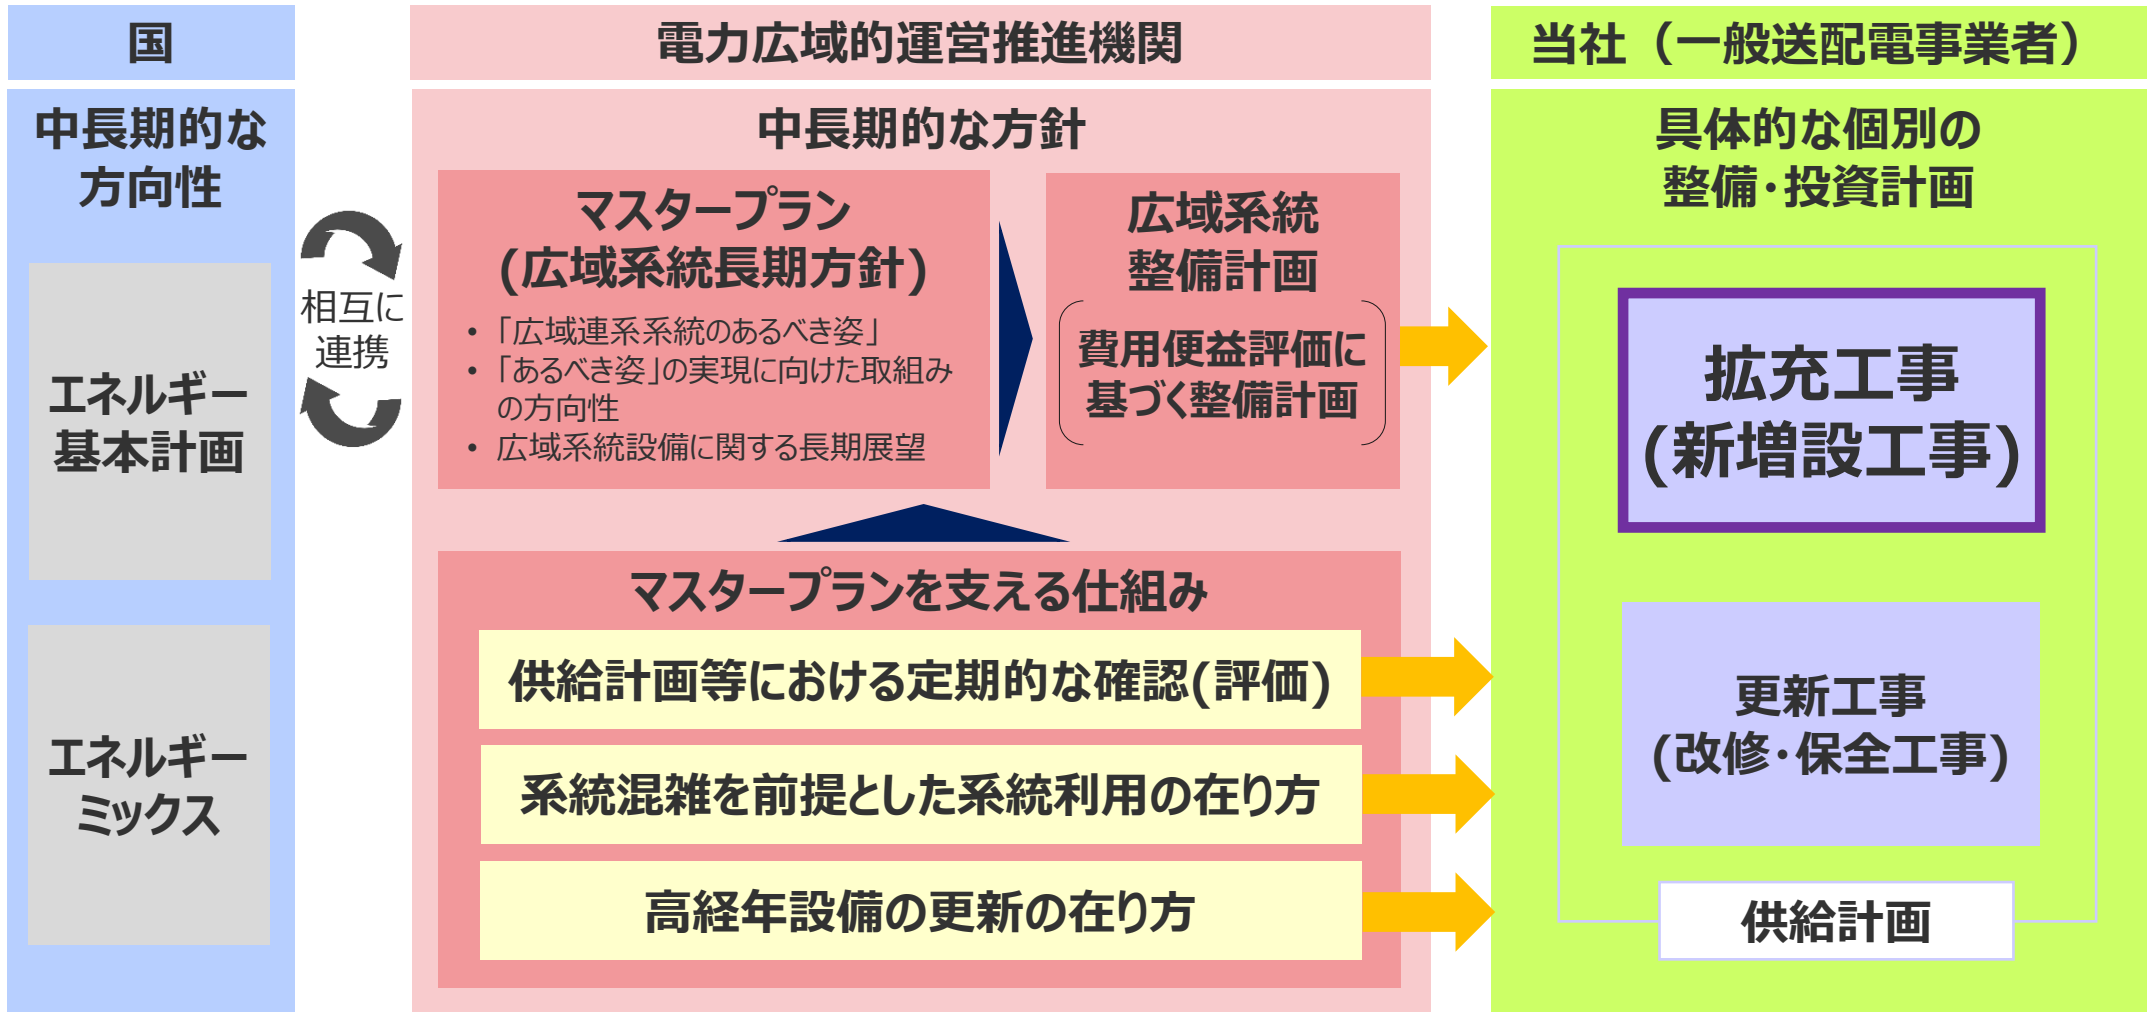 国
中長期的な
方向性
エネルギー
基本計画
エネルギー
ミックス
相互に
連携
電力広域的運営推進機関
中長期的な方針
マスタープラン
(広域系統長期方針)
• 「広域連系系統のあるべき姿」
• 「あるべき姿」の実現に向けた取組み
の方向性
• 広域系統設備に関する長期展望
広域系統
整備計画
費用便益評価に
基づく整備計画
マスタープランを支える仕組み
供給計画等における定期的な確認(評価)
系統混雑を前提とした系統利用の在り方
高経年設備の更新の在り方
当社（一般送配電事業者）
具体的な個別の
整備・投資計画
拡充工事
(新増設工事)
更新工事
(改修・保全工事)
供給計画